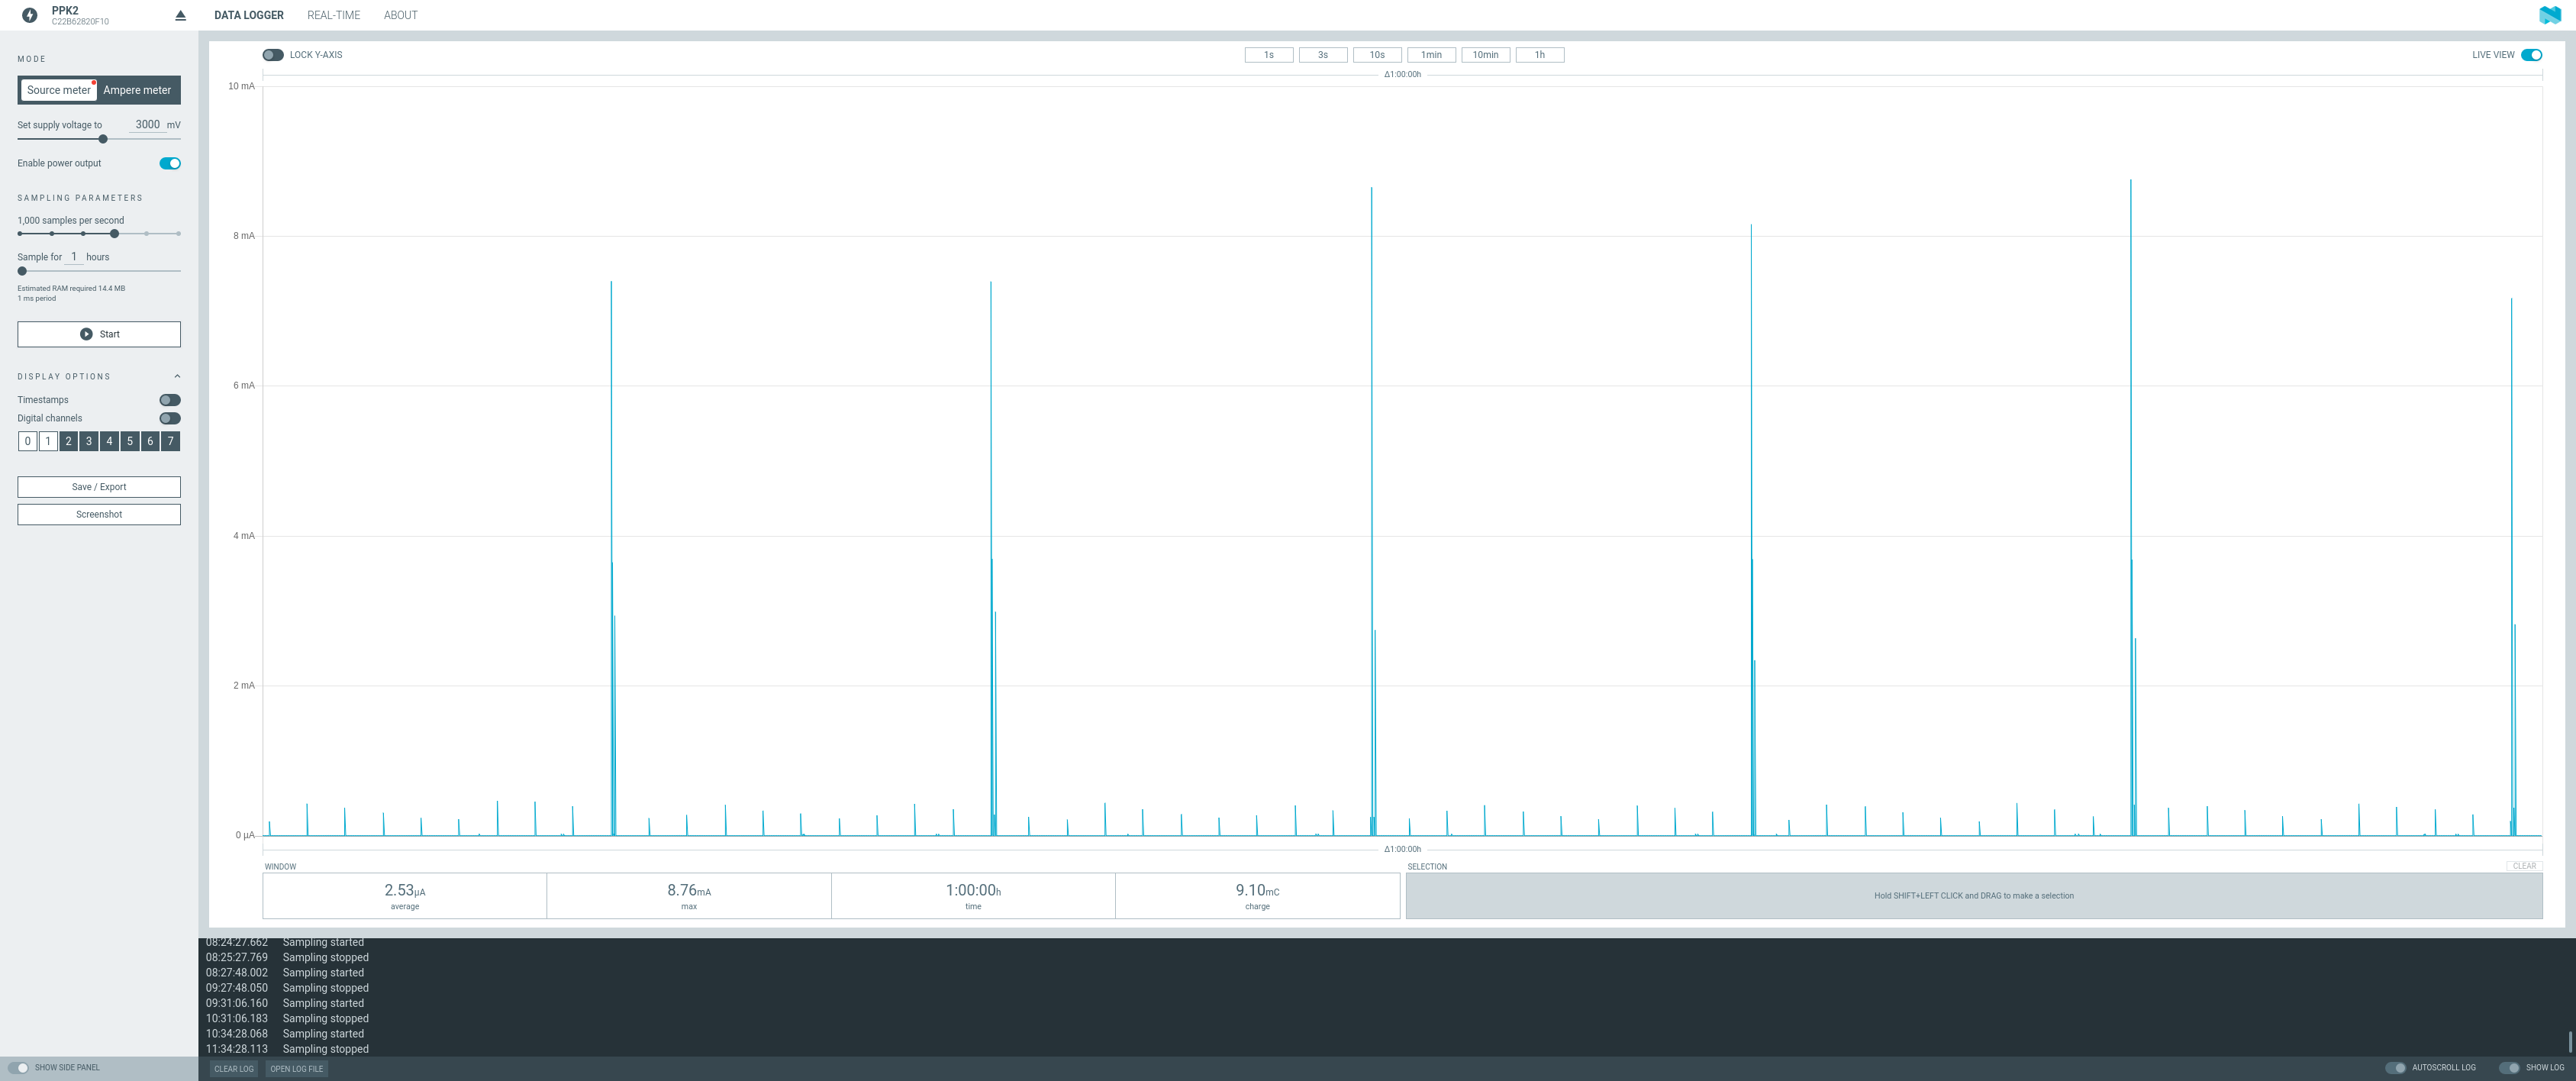 PPK2
C22B62820F10
DATA LOGGER REAL-TIME ABOUT
MODE
Source meter Ampere meter
Set supply voltage to 3000 mV
Enable power output
SAMPLING PARAMETERS
1,000 samples per second
Sample for 1 hours
Estimated RAM required 14.4 MB
1 ms period
Start
DISPLAY OPTIONS
Timestamps
Digital channels
0 1 2 3 4 5 6 7
Save / Export
Screenshot
SHOW SIDE PANEL
LOCK Y-AXIS 1s 3s 10s 1min 10min 1h LIVE VIEW
Δ1:00:00h
10 mA
8 mA
6 mA
4 mA
2 mA
0 µA
Δ1:00:00h
WINDOW
2.53µA 8.76mA 1:00:00h 9.10mC
average max time charge
SELECTION CLEAR
Hold SHIFT+LEFT CLICK and DRAG to make a selection
08:24:27.662 Sampling started
08:25:27.769 Sampling stopped
08:27:48.002 Sampling started
09:27:48.050 Sampling stopped
09:31:06.160 Sampling started
10:31:06.183 Sampling stopped
10:34:28.068 Sampling started
11:34:28.113 Sampling stopped
CLEAR LOG OPEN LOG FILE AUTOSCROLL LOG SHOW LOG